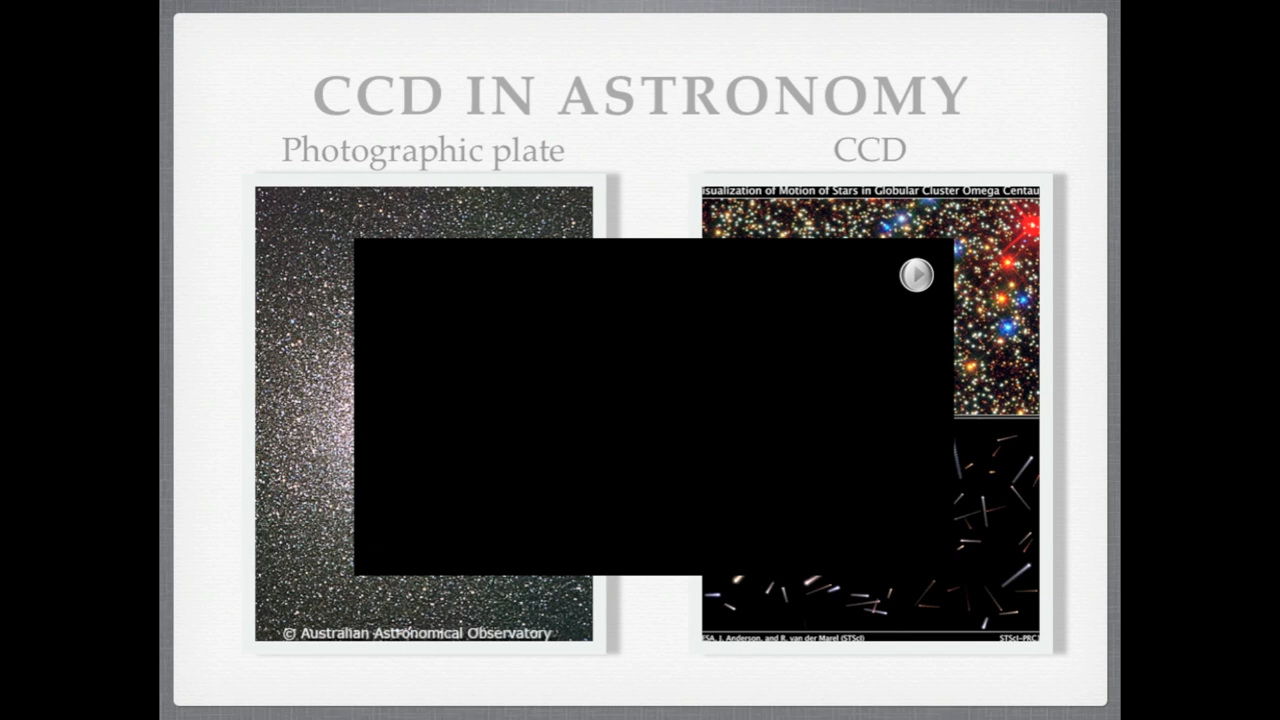 CCD IN ASTRONOMY
Photographic plate
CCD
isualization of Motion of Stars in Globular Cluster Omega Centau
© Australian Astronomical Observatory
ESA, J. Anderson, and R. van der Marel (STScI)
STScI-PRC